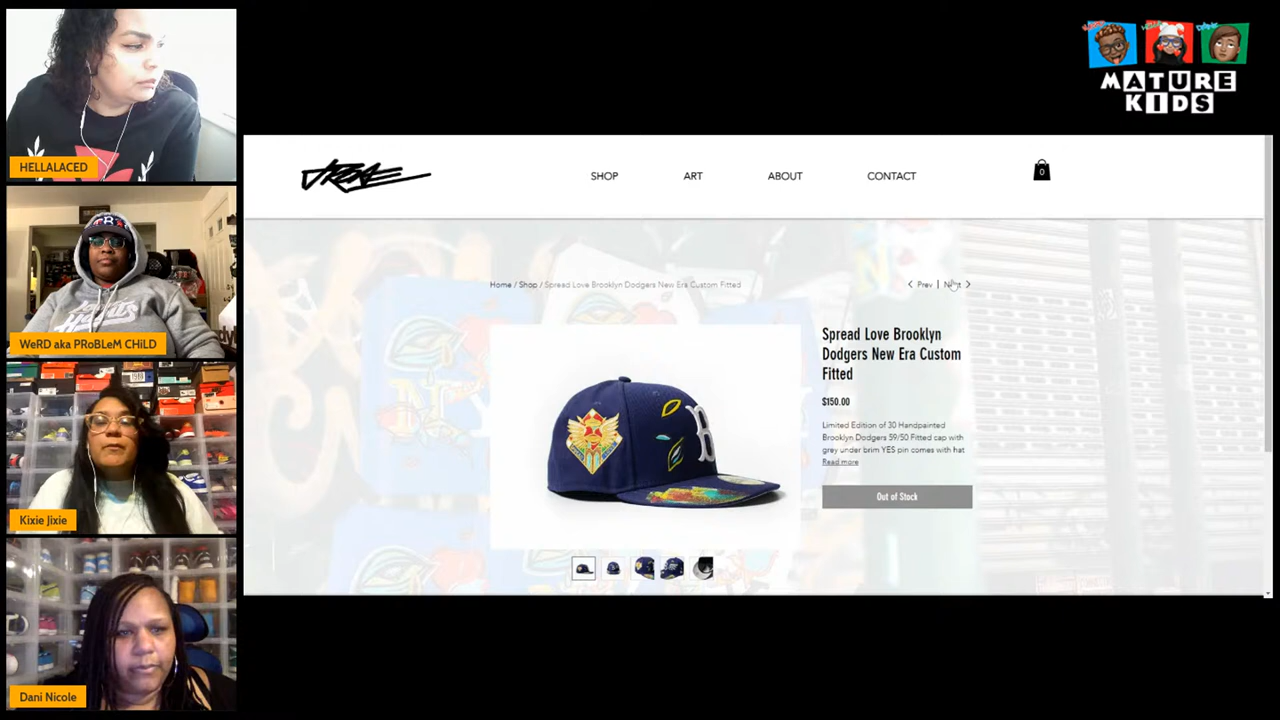 HELLALACED
WeRD aka PRoBLeM CHiLD
Kixie Jixie
Dani Nicole
MATURE
KIDS
SHOP
ART
ABOUT
CONTACT
0
Home / Shop / Spread Love Brooklyn Dodgers New Era Custom Fitted
Prev | Next
Spread Love Brooklyn
Dodgers New Era Custom
Fitted
$150.00
Limited Edition of 30 Handpainted
Brooklyn Dodgers 59/50 Fitted cap with
grey under brim YES pin comes with hat
Read more
Out of Stock
B